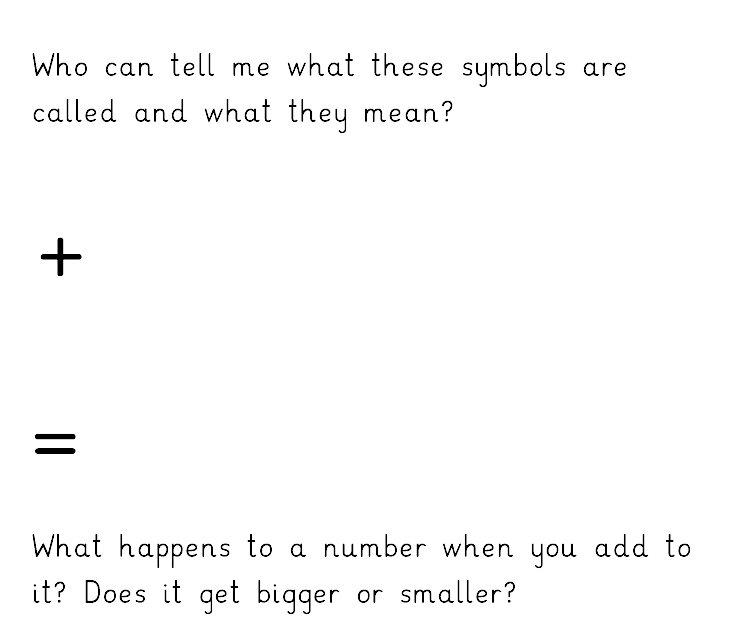 Who can tell me what these symbols are
called and what they mean?
+
=
What happens to a number when you add to
it? Does it get bigger or smaller?